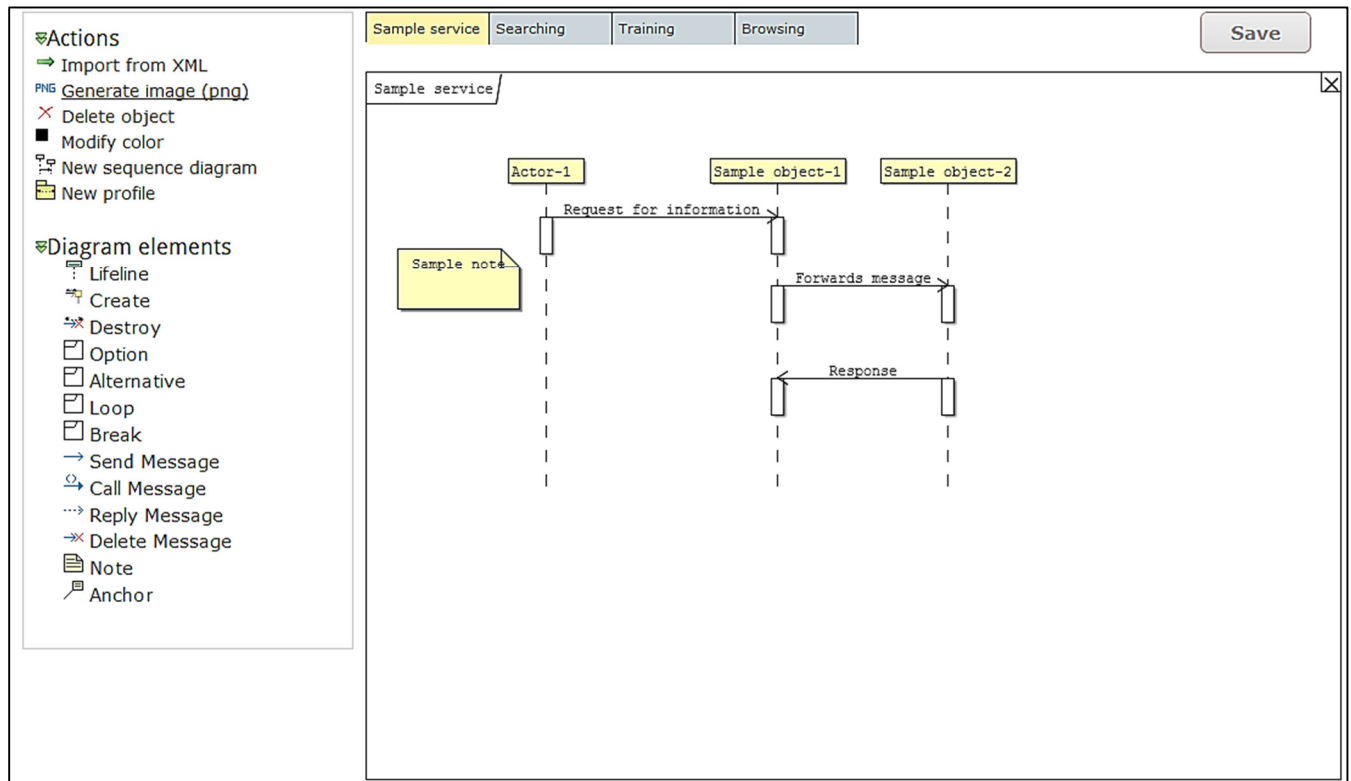 Actions
Import from XML
PNG Generate image (png)
Delete object
Modify color
New sequence diagram
New profile
Diagram elements
Lifeline
Create
Destroy
Option
Alternative
Loop
Break
Send Message
Call Message
Reply Message
Delete Message
Note
Anchor
Sample service Searching Training Browsing
Save
Sample service
Actor-1 Sample object-1 Sample object-2
Request for information
Sample note
Forwards message
Response